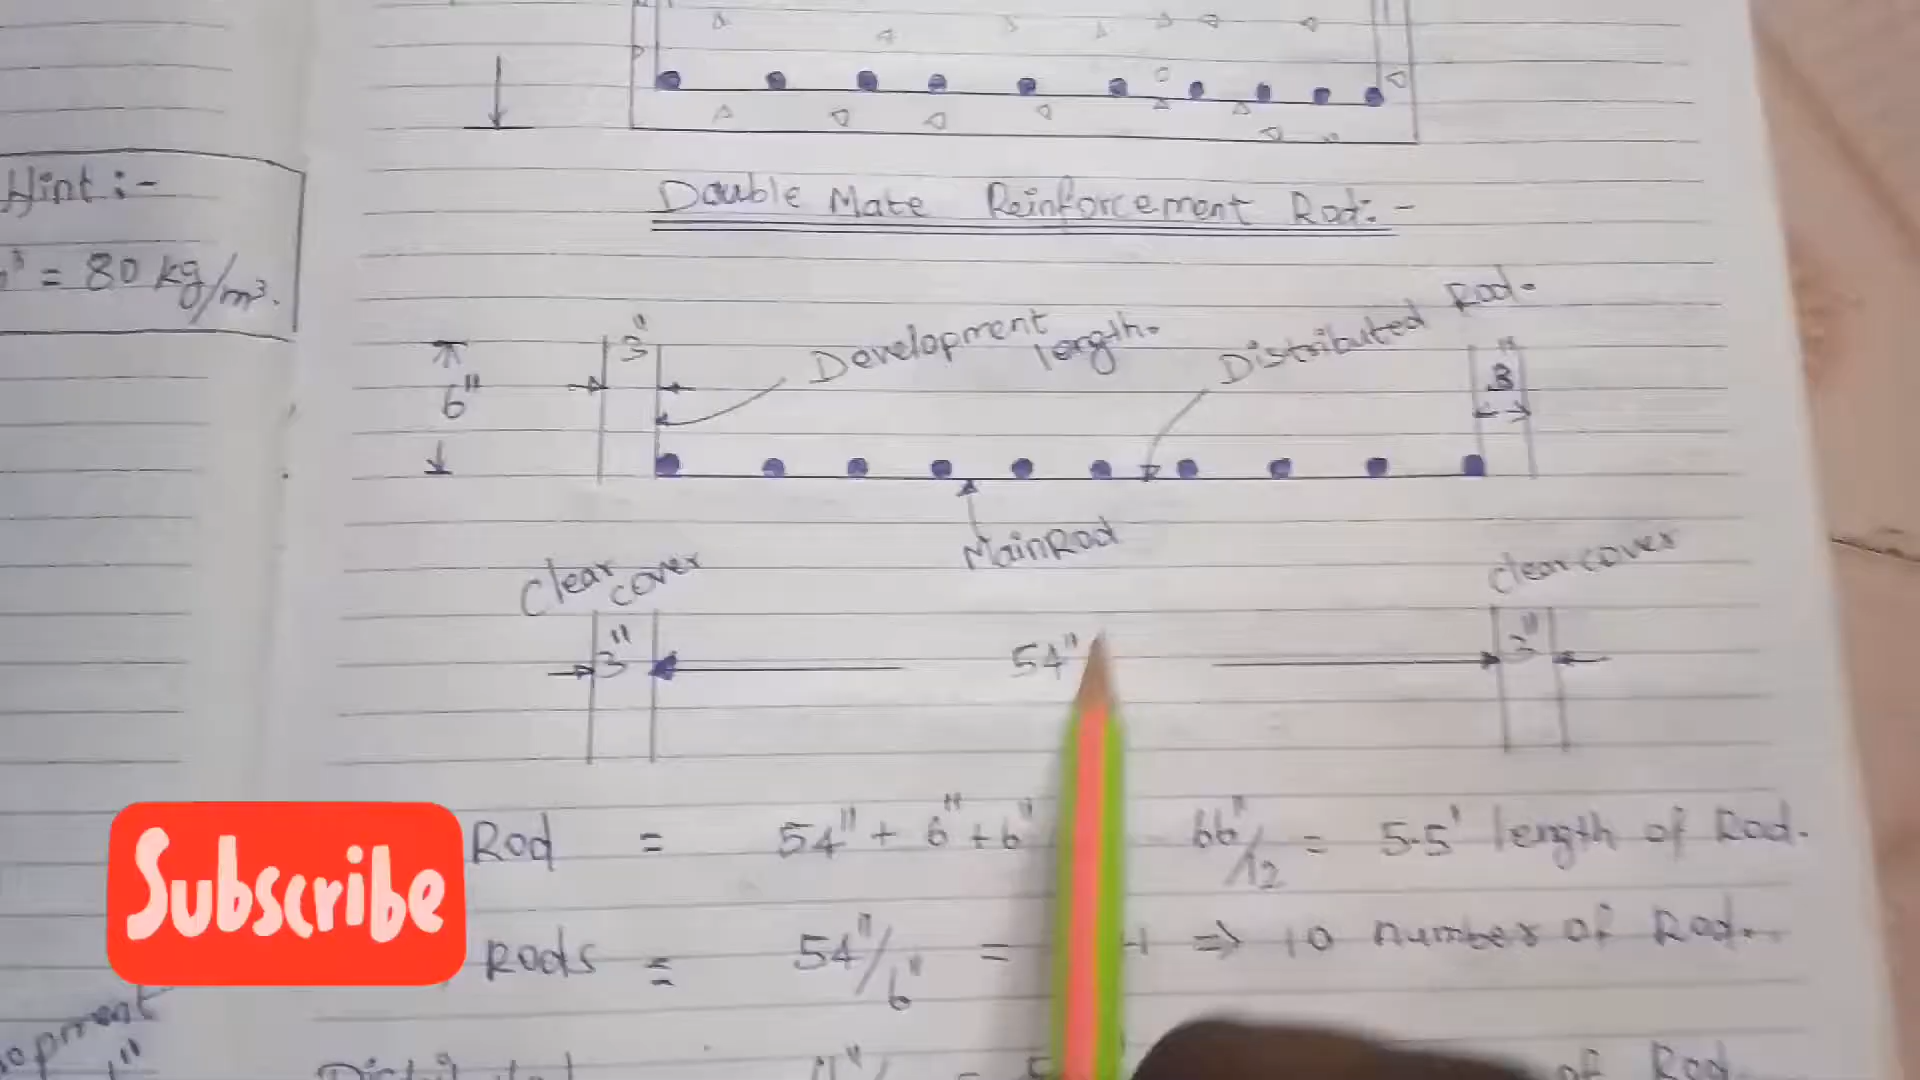 Hint :-
= 80 kg/m³.
Double Mate Reinforcement Rod:-
3"
Development length.
Distributed Rod.
3"
6"
Main Rod
Clear cover
Clear cover
3"
54"
3"
Rod = 54" + 6" + 6" 66"/12 = 5.5' length of Rod.
Rods = 54"/6" = ⇒ 10 number of Rod.
of Rod.
Subscribe